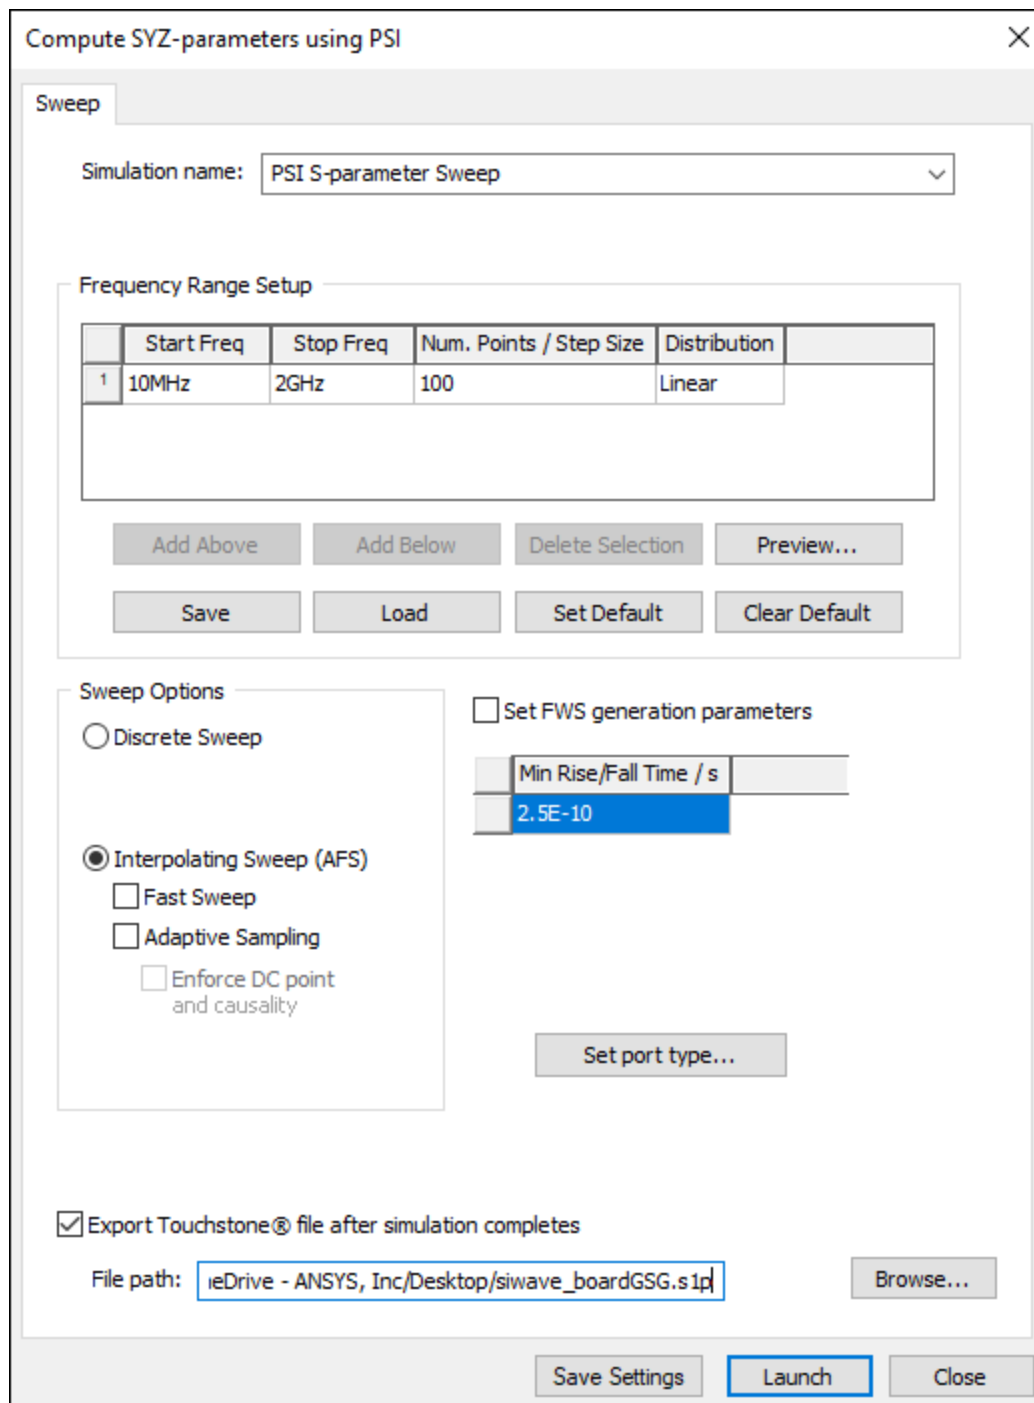 Compute SYZ-parameters using PSI
Sweep
Simulation name: PSI S-parameter Sweep
Frequency Range Setup
Start Freq Stop Freq Num. Points / Step Size Distribution
1 10MHz 2GHz 100 Linear
Add Above Add Below Delete Selection Preview...
Save Load Set Default Clear Default
Sweep Options
Set FWS generation parameters
Discrete Sweep
Min Rise/Fall Time / s
2.5E-10
Interpolating Sweep (AFS)
Fast Sweep
Adaptive Sampling
Enforce DC point
and causality
Set port type...
Export Touchstone® file after simulation completes
File path: eDrive - ANSYS, Inc/Desktop/siwave_boardGSG.s1p Browse...
Save Settings Launch Close